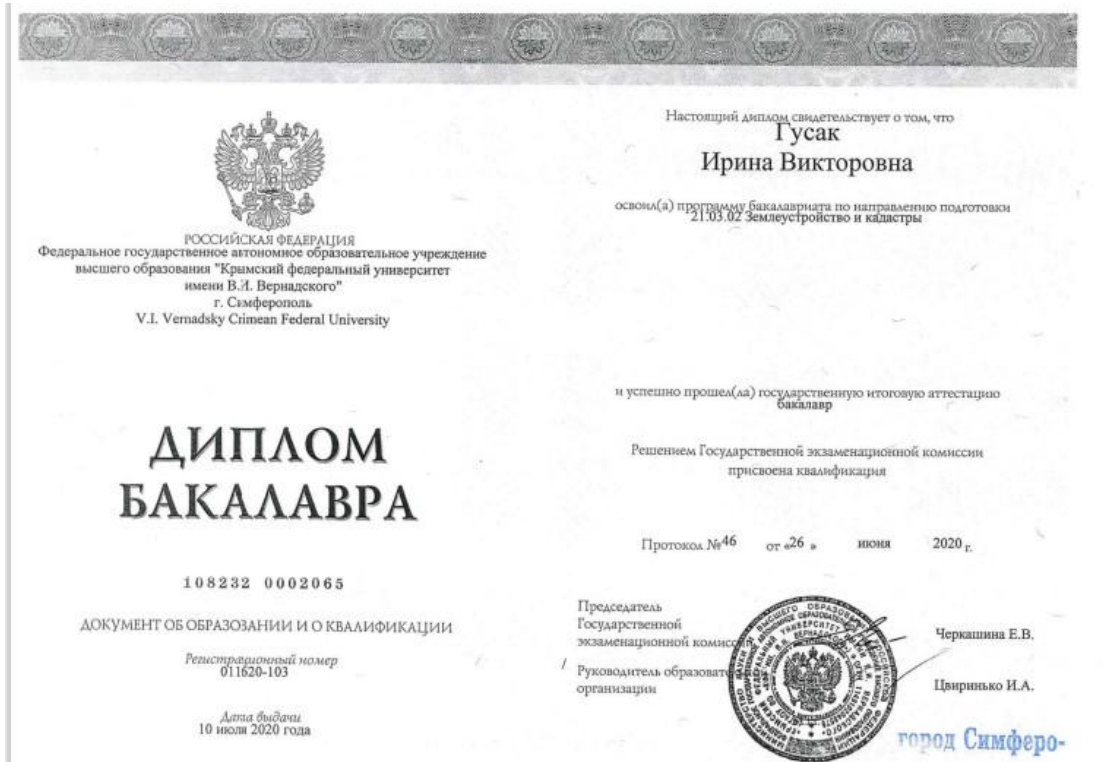 РОССИЙСКАЯ ФЕДЕРАЦИЯ
Федеральное государственное автономное образовательное учреждение
высшего образования "Крымский федеральный университет
имени В.И. Вернадского"
г. Симферополь
V.I. Vernadsky Crimean Federal University
ДИПЛОМ
БАКАЛАВРА
108232 0002065
ДОКУМЕНТ ОБ ОБРАЗОВАНИИ И О КВАЛИФИКАЦИИ
Регистрационный номер
011620-103
Дата выдачи
10 июля 2020 года
Настоящий диплом свидетельствует о том, что
Гусак
Ирина Викторовна
освоил(а) программу бакалавриата по направлению подготовки
21.03.02 Землеустройство и кадастры
и успешно прошел(ла) государственную итоговую аттестацию
бакалавр
Решением Государственной экзаменационной комиссии
присвоена квалификация
Протокол №46 от «26 » июня 2020 г.
Председатель
Государственной
экзаменационной комисс
Черкашина Е.В.
Руководитель образоват
организации
Цвиринько И.А.
город Симферо-